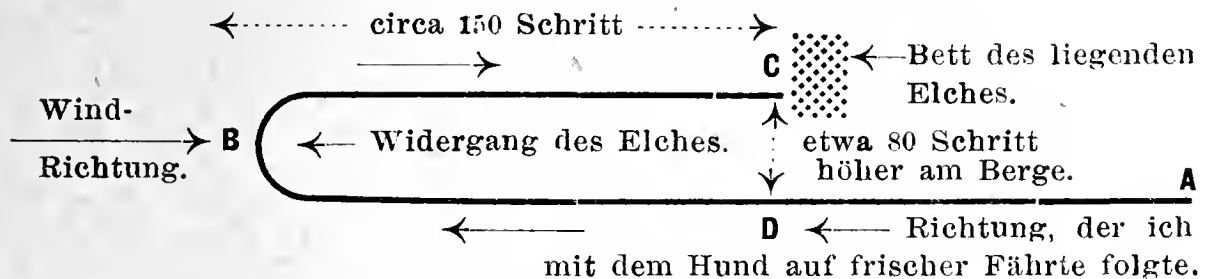 circa 150 Schritt
C
Bett des liegenden
Elches.
Wind-
Richtung.
B
Widergang des Elches.
etwa 80 Schritt
höher am Berge.
A
D
Richtung, der ich
mit dem Hund auf frischer Fährte folgte.